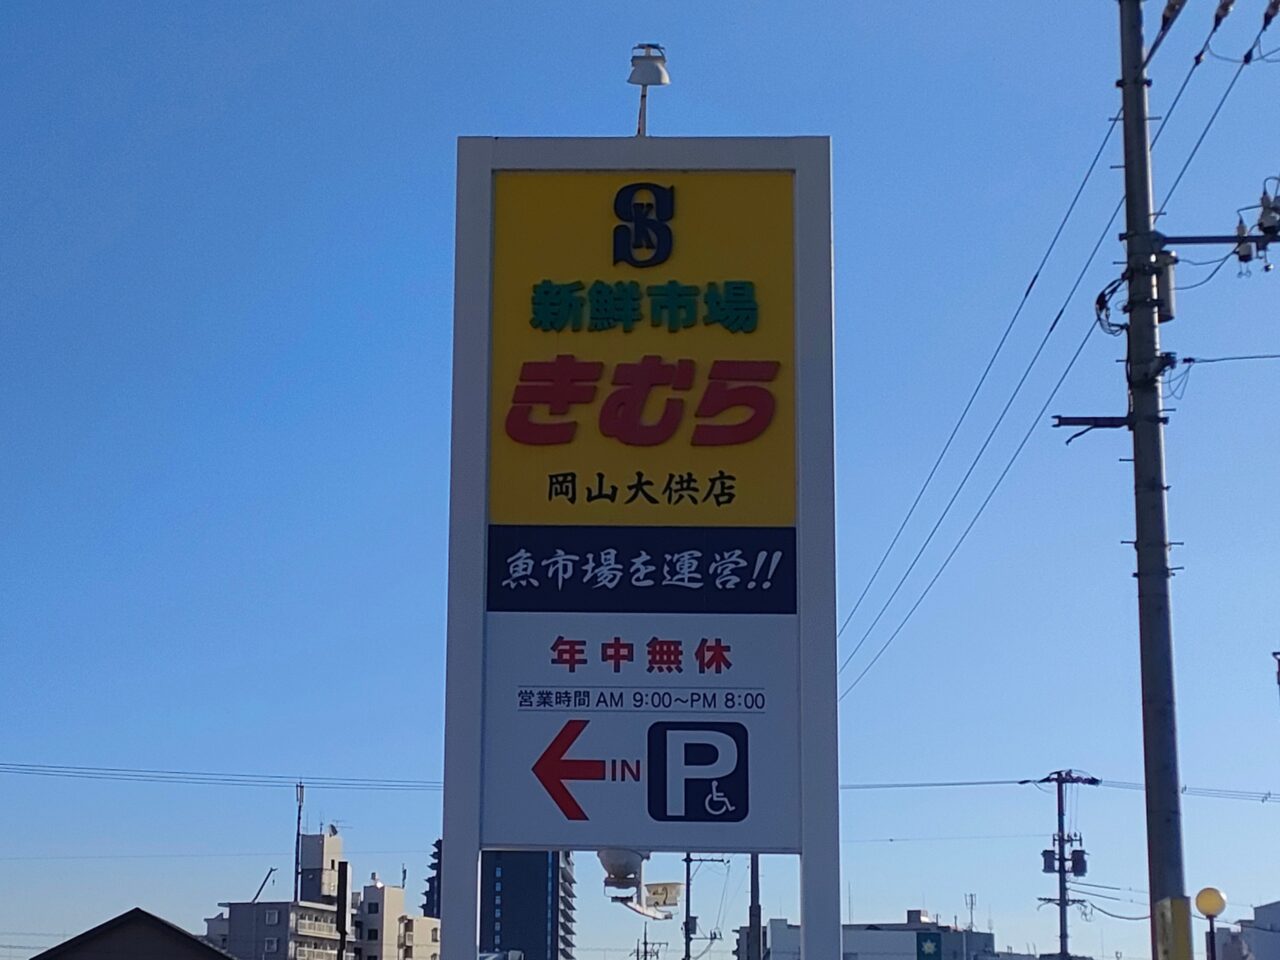 SK
新鮮市場
きむら
岡山大供店
魚市場を運営!!
年中無休
営業時間 AM 9:00〜PM 8:00
IN P